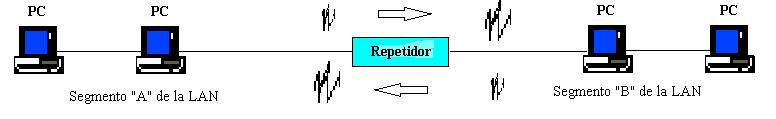 PC
PC
PC
PC
Repetidor
Segmento "A" de la LAN
Segmento "B" de la LAN